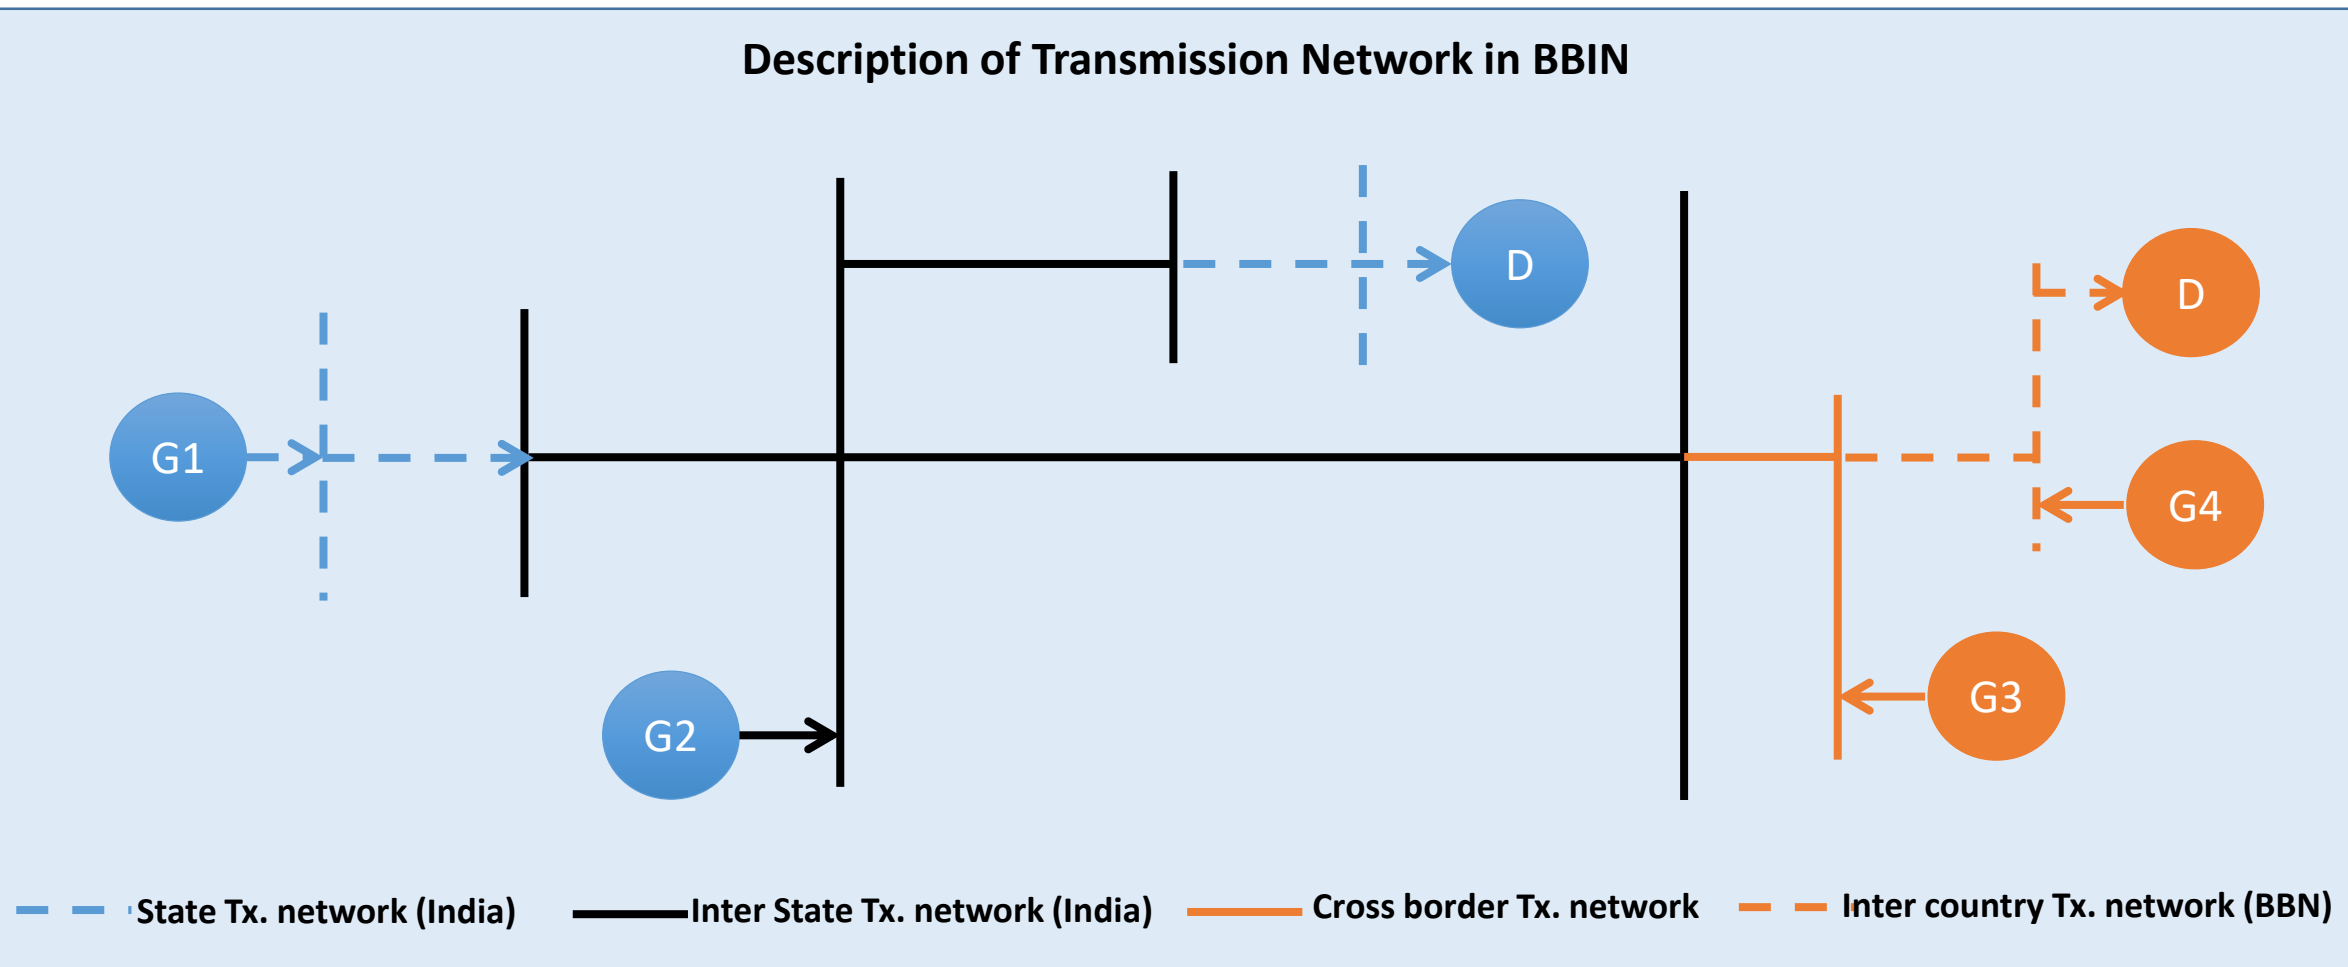 Description of Transmission Network in BBIN
D
D
G1
G4
G3
G2
State Tx. network (India)
Inter State Tx. network (India)
Cross border Tx. network
Inter country Tx. network (BBN)